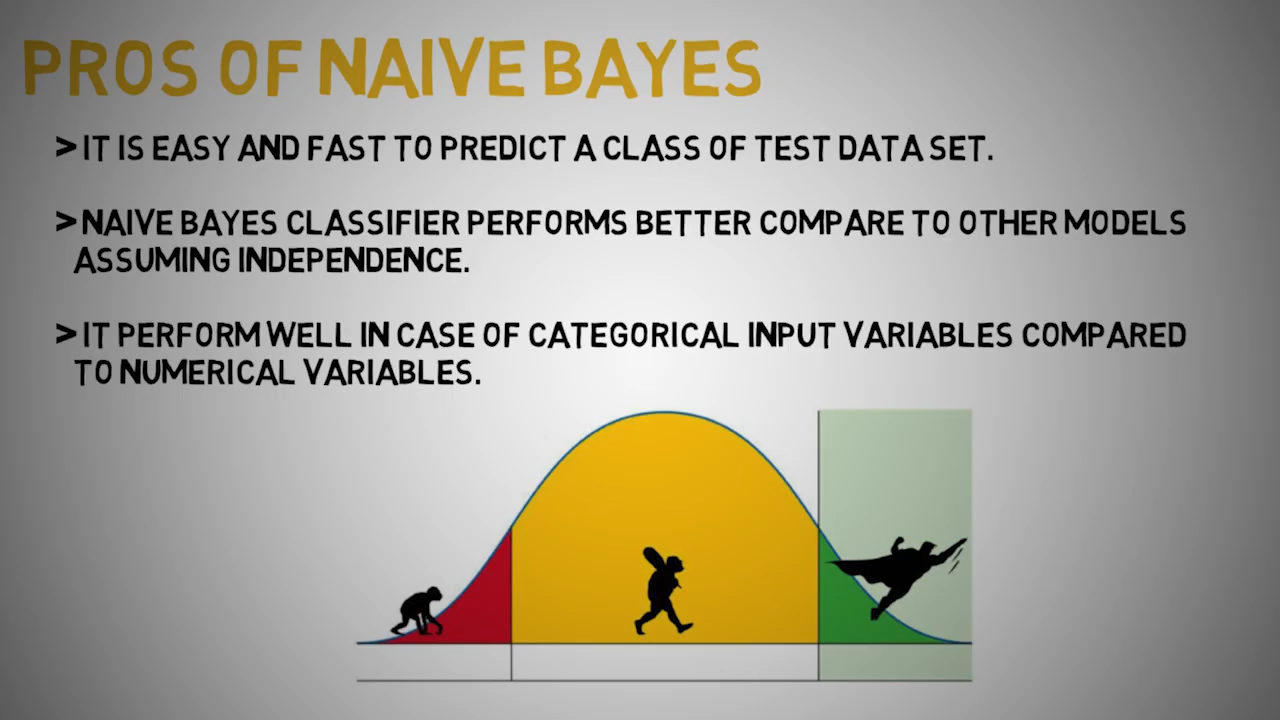 PROS OF NAIVE BAYES
> IT IS EASY AND FAST TO PREDICT A CLASS OF TEST DATA SET.
> NAIVE BAYES CLASSIFIER PERFORMS BETTER COMPARE TO OTHER MODELS
ASSUMING INDEPENDENCE.
> IT PERFORM WELL IN CASE OF CATEGORICAL INPUT VARIABLES COMPARED
TO NUMERICAL VARIABLES.